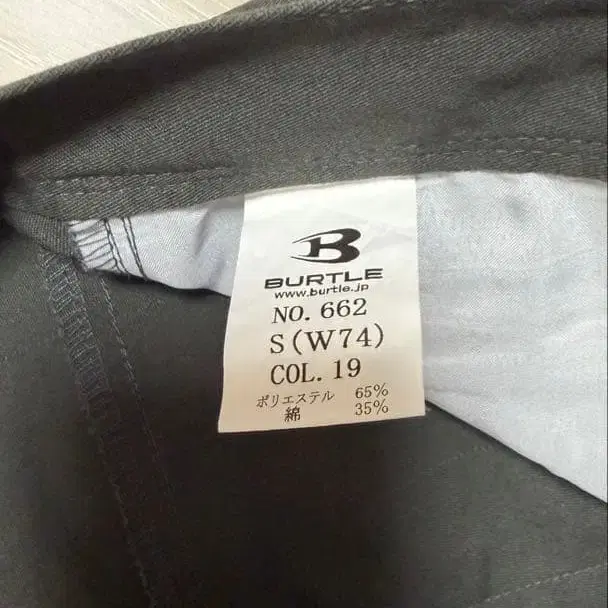 B
BURTLE
www.burtle.jp
NO. 662
S(W74)
COL. 19
ポリエステル 65%
綿 35%